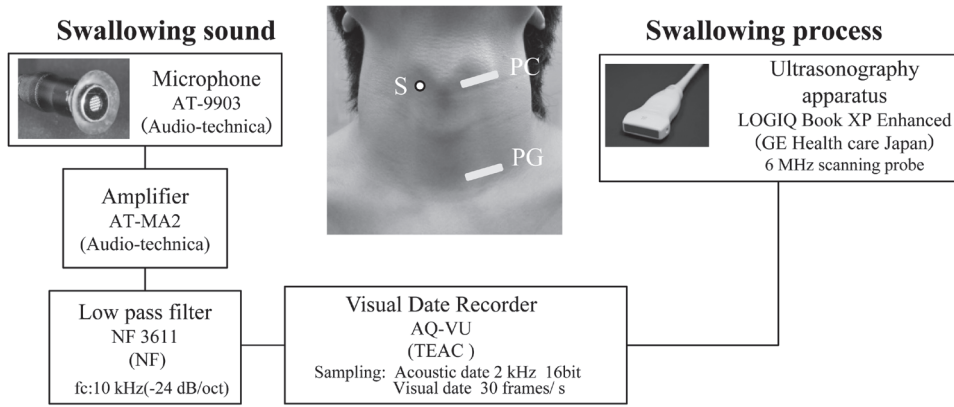 Swallowing sound
Microphone
AT-9903
(Audio-technica)
Amplifier
AT-MA2
(Audio-technica)
Low pass filter
NF 3611
(NF)
fc:10 kHz(-24 dB/oct)
S
PC
PG
Visual Date Recorder
AQ-VU
(TEAC )
Sampling: Acoustic date 2 kHz 16bit
Visual date 30 frames/ s
Swallowing process
Ultrasonography
apparatus
LOGIQ Book XP Enhanced
(GE Health care Japan)
6 MHz scanning probe